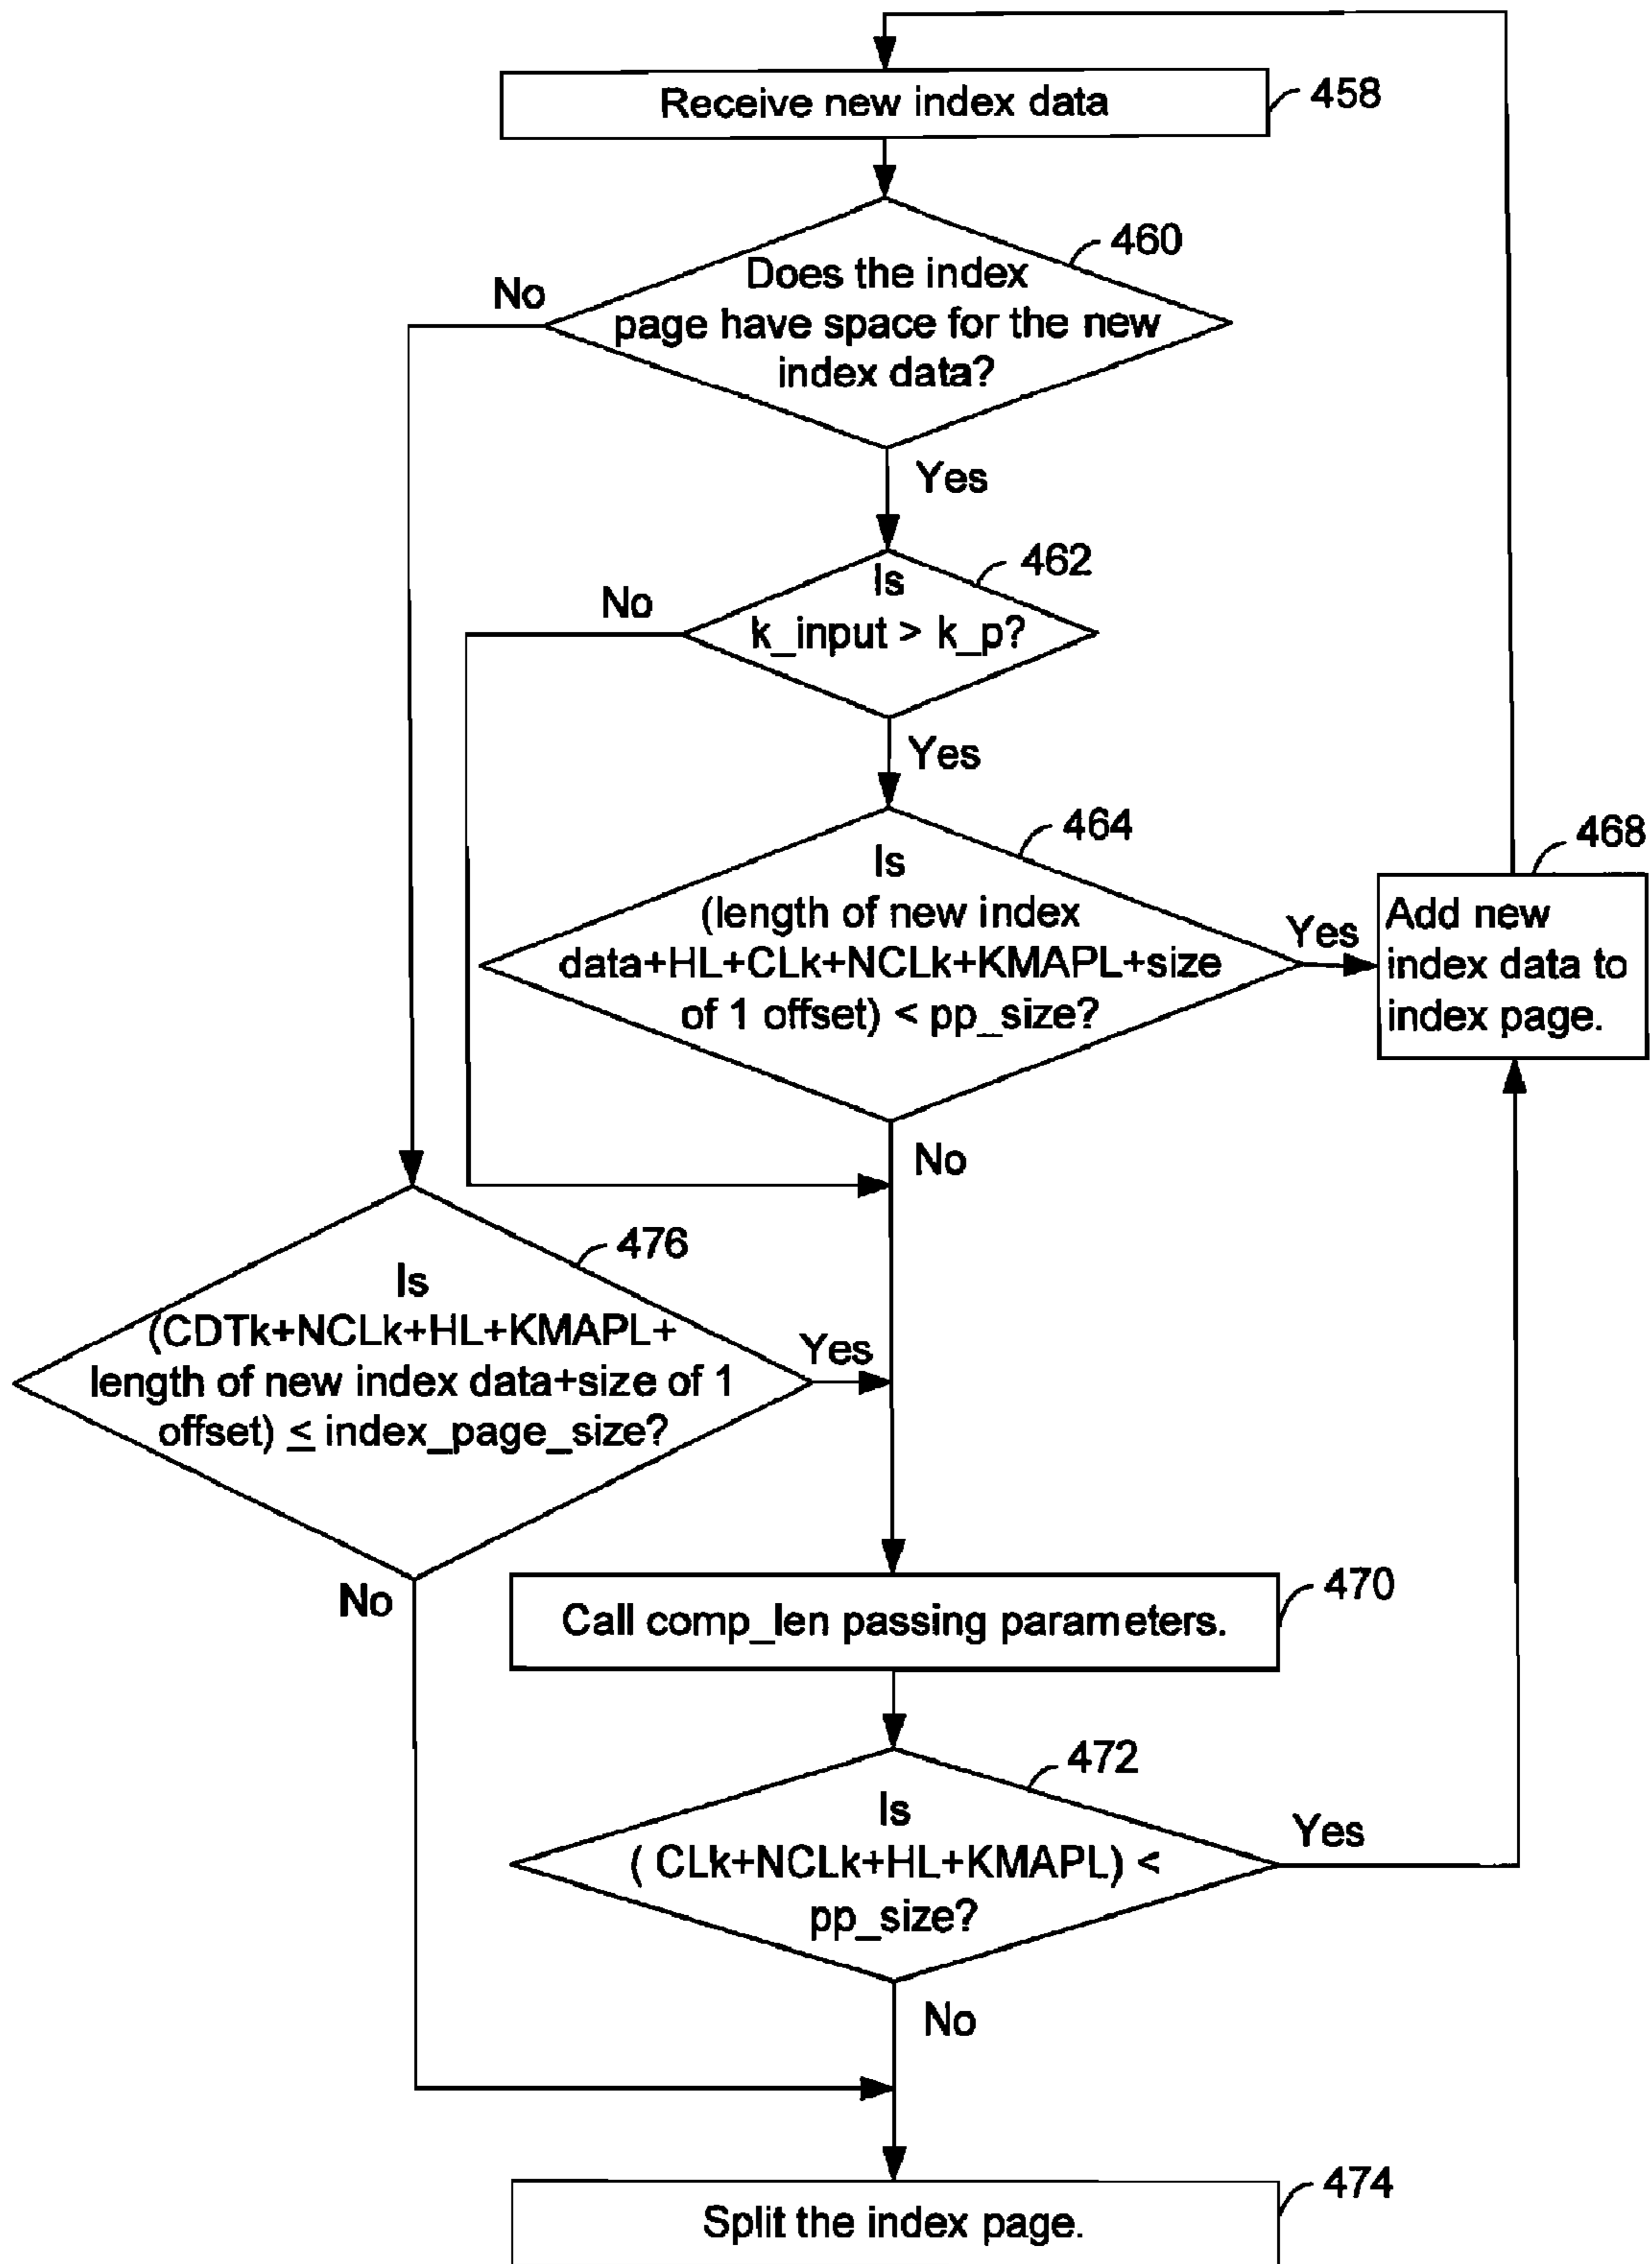 Receive new index data
458
460
Does the index
page have space for the new
index data?
No
Yes
462
Is
k_input > k_p?
No
Yes
464
Is
(length of new index
data+HL+CLk+NCLk+KMAPL+size
of 1 offset) < pp_size?
Yes
468
Add new
index data to
index page.
No
476
Is
(CDTk+NCLk+HL+KMAPL+
length of new index data+size of 1
offset) ≤ index_page_size?
Yes
No
470
Call comp_len passing parameters.
472
Is
( CLk+NCLk+HL+KMAPL) <
pp_size?
Yes
No
474
Split the index page.